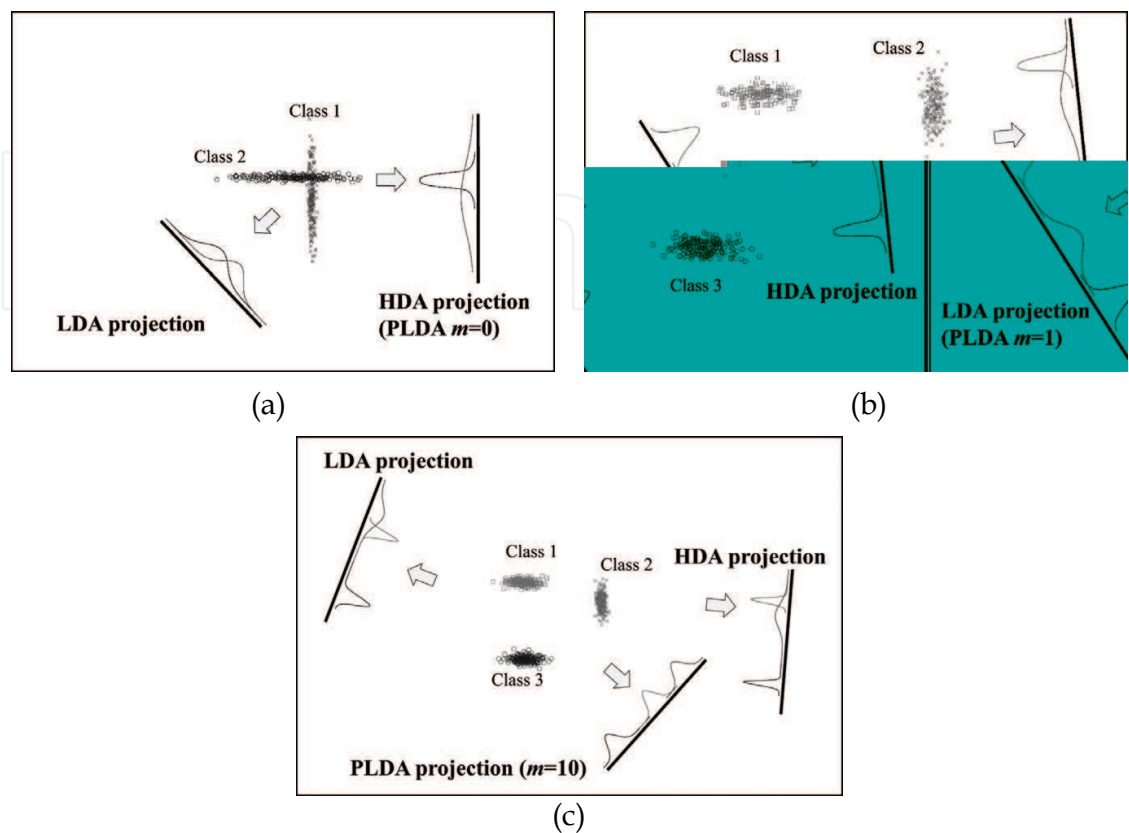 Class 1
Class 2
LDA projection
HDA projection
(PLDA m=0)
(a)
Class 1
Class 2
Class 3
HDA projection
LDA projection
(PLDA m=1)
(b)
LDA projection
Class 1
Class 2
HDA projection
Class 3
PLDA projection (m=10)
(c)